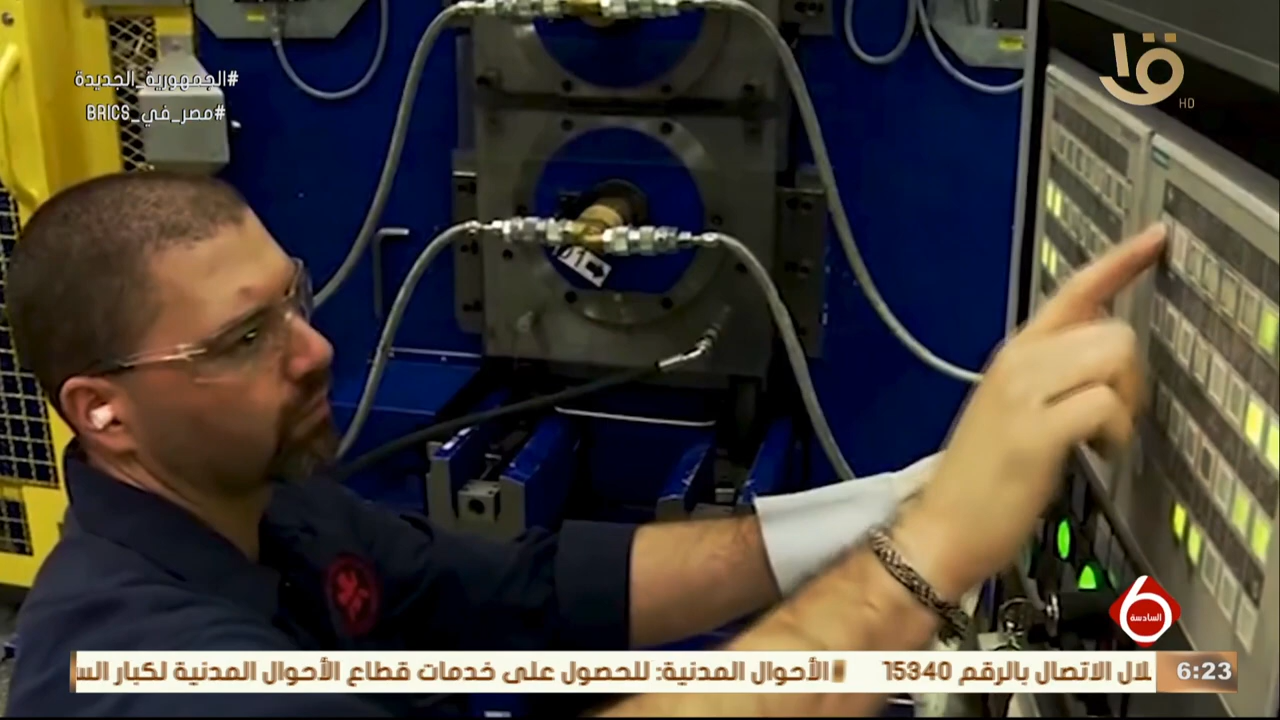 #الجمهورية_الجديدة
#مصر_في_BRICS
HD
101
6
السادسة
لال الاتصال بالرقم 15340 الأحوال المدنية: للحصول على خدمات قطاع الأحوال المدنية لكبار الس
6:23